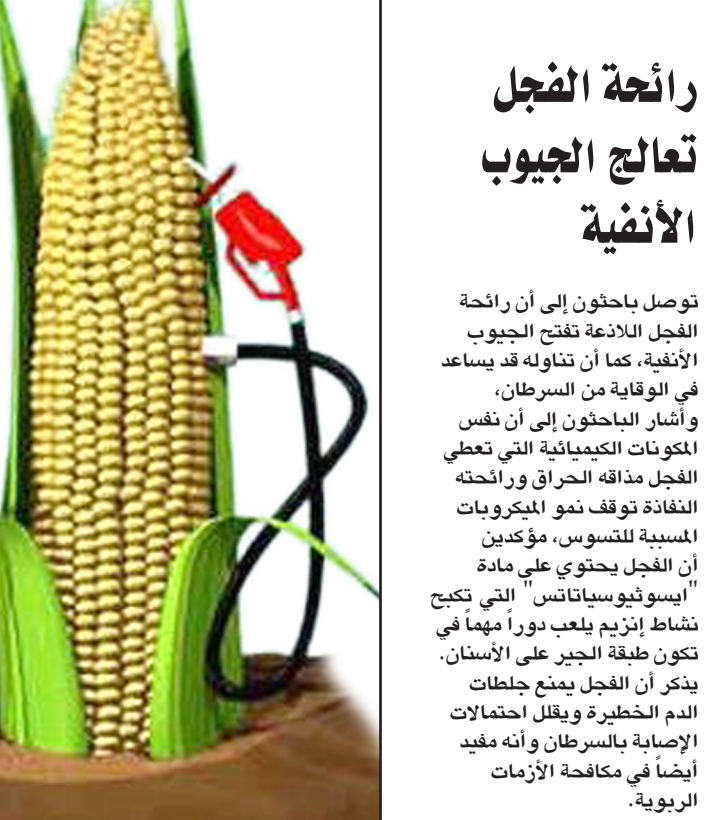 رائحة الفجل
تعالج الجيوب
الأنفية
توصل باحثون إلى أن رائحة
الفجل اللاذعة تفتح الجيوب
الأنفية، كما أن تناوله قد يساعد
في الوقاية من السرطان،
وأشار الباحثون إلى أن نفس
المكونات الكيميائية التي تعطي
الفجل مذاقه الحراق ورائحته
النفاذة توقف نمو الميكروبات
المسببة للتسوس، مؤكدين
أن الفجل يحتوي على مادة
"ايسوثيوسياتاتس" التي تكبح
نشاط إنزيم يلعب دوراً مهماً في
تكون طبقة الجير على الأسنان.
يذكر أن الفجل يمنع جلطات
الدم الخطيرة ويقلل احتمالات
الإصابة بالسرطان وأنه مفيد
أيضاً في مكافحة الأزمات
الربوية.